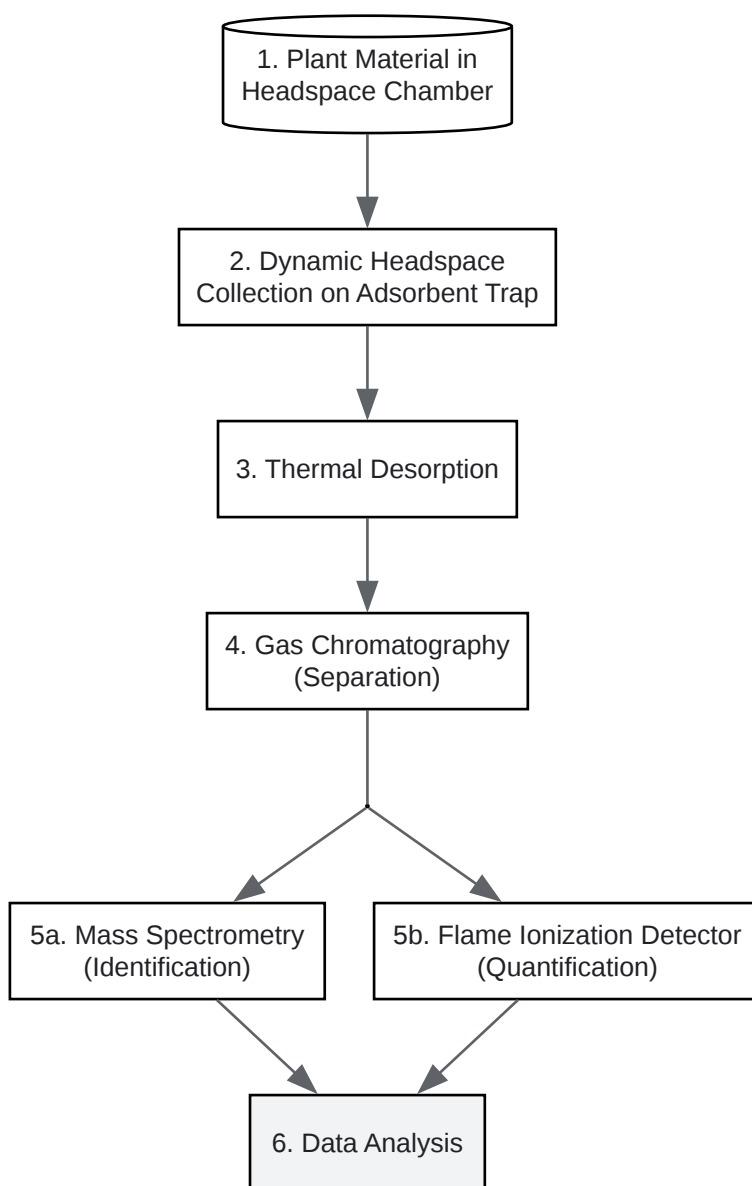 1. Plant Material in
Headspace Chamber
2. Dynamic Headspace
Collection on Adsorbent Trap
3. Thermal Desorption
4. Gas Chromatography
(Separation)
5a. Mass Spectrometry
(Identification)
5b. Flame Ionization Detector
(Quantification)
6. Data Analysis